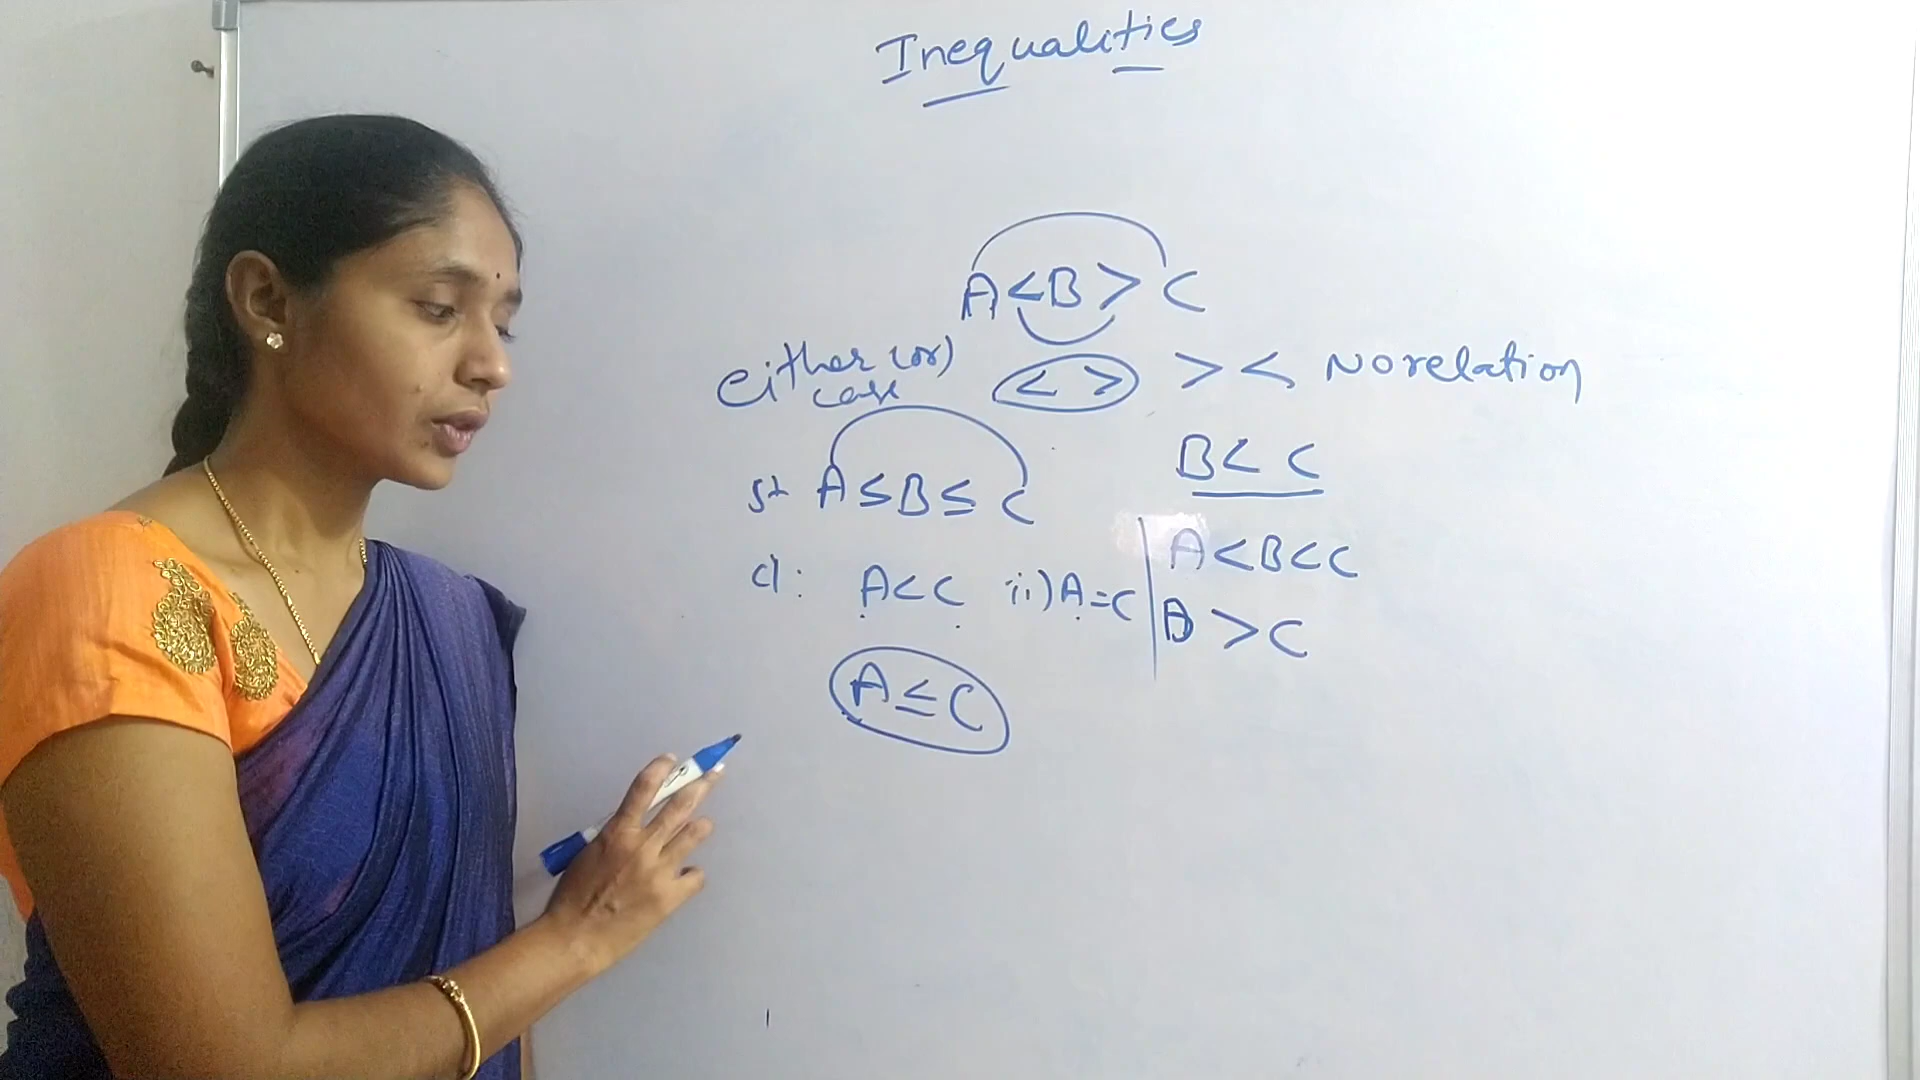 Inequalities
A < B > C
either (or) case
< > > < No relation
B < C
st A ≤ B ≤ C
A < B < C
cl: A < C ii) A = C
B > C
A ≤ C